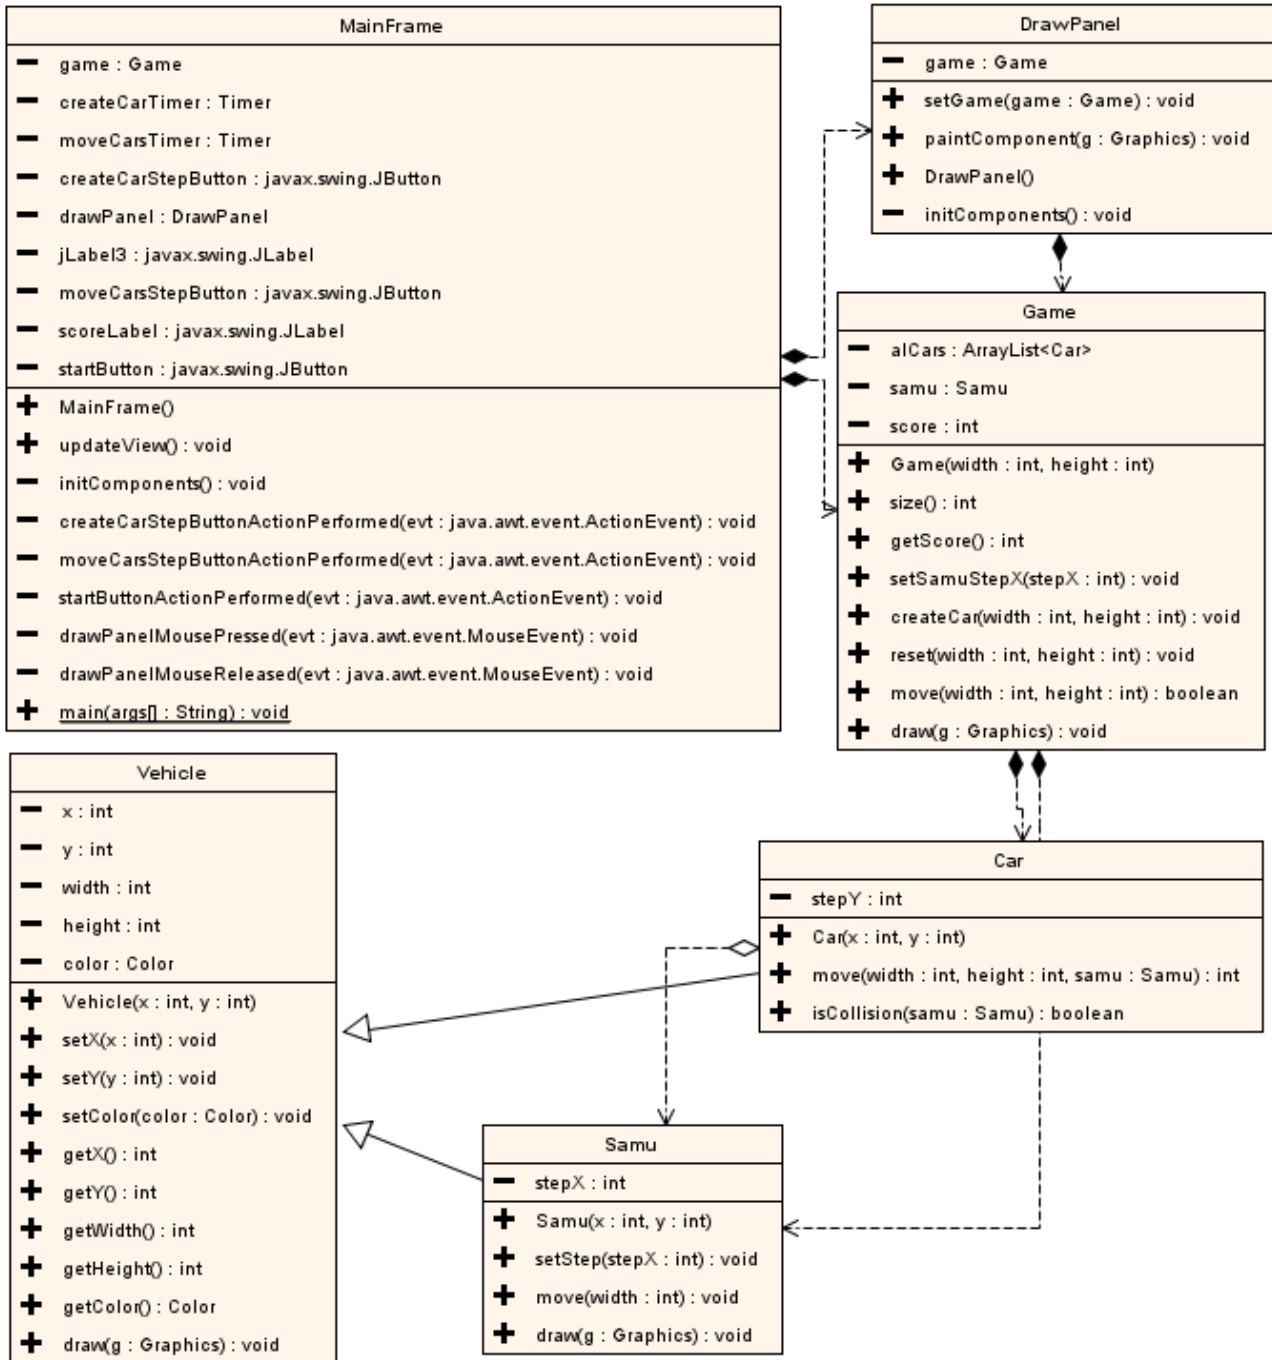 MainFrame
game : Game
createCarTimer : Timer
moveCarsTimer : Timer
createCarStepButton : javax.swing.JButton
drawPanel : DrawPanel
jLabel3 : javax.swing.JLabel
moveCarsStepButton : javax.swing.JButton
scoreLabel : javax.swing.JLabel
startButton : javax.swing.JButton
MainFrame()
updateView() : void
initComponents() : void
createCarStepButtonActionPerformed(evt : java.awt.event.ActionEvent) : void
moveCarsStepButtonActionPerformed(evt : java.awt.event.ActionEvent) : void
startButtonActionPerformed(evt : java.awt.event.ActionEvent) : void
drawPanelMousePressed(evt : java.awt.event.MouseEvent) : void
drawPanelMouseReleased(evt : java.awt.event.MouseEvent) : void
main(args[] : String) : void
DrawPanel
game : Game
setGame(game : Game) : void
paintComponent(g : Graphics) : void
DrawPanel()
initComponents() : void
Game
alCars : ArrayList<Car>
samu : Samu
score : int
Game(width : int, height : int)
size() : int
getScore() : int
setSamuStepX(stepX : int) : void
createCar(width : int, height : int) : void
reset(width : int, height : int) : void
move(width : int, height : int) : boolean
draw(g : Graphics) : void
Vehicle
x : int
y : int
width : int
height : int
color : Color
Vehicle(x : int, y : int)
setX(x : int) : void
setY(y : int) : void
setColor(color : Color) : void
getX() : int
getY() : int
getWidth() : int
getHeight() : int
getColor() : Color
draw(g : Graphics) : void
Car
stepY : int
Car(x : int, y : int)
move(width : int, height : int, samu : Samu) : int
isCollision(samu : Samu) : boolean
Samu
stepX : int
Samu(x : int, y : int)
setStep(stepX : int) : void
move(width : int) : void
draw(g : Graphics) : void